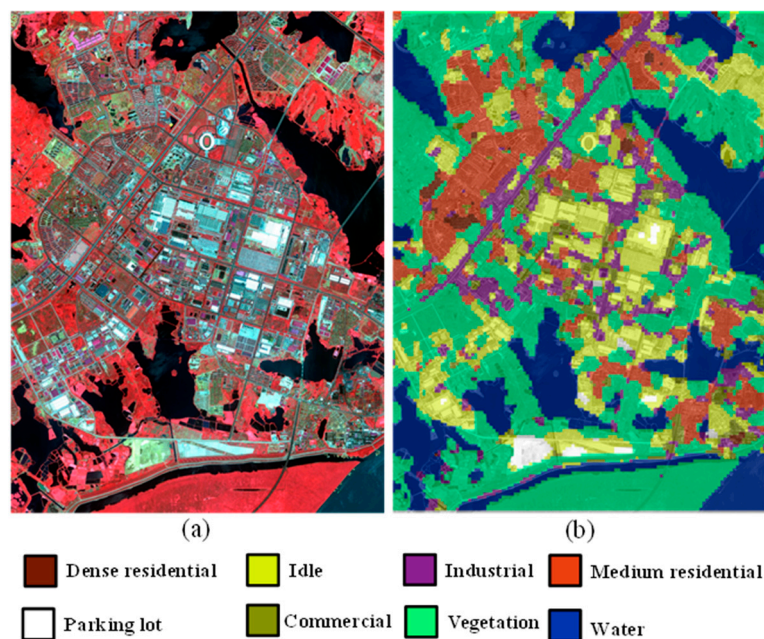 (a) (b)
Dense residential Idle Industrial Medium residential
Parking lot Commercial Vegetation Water